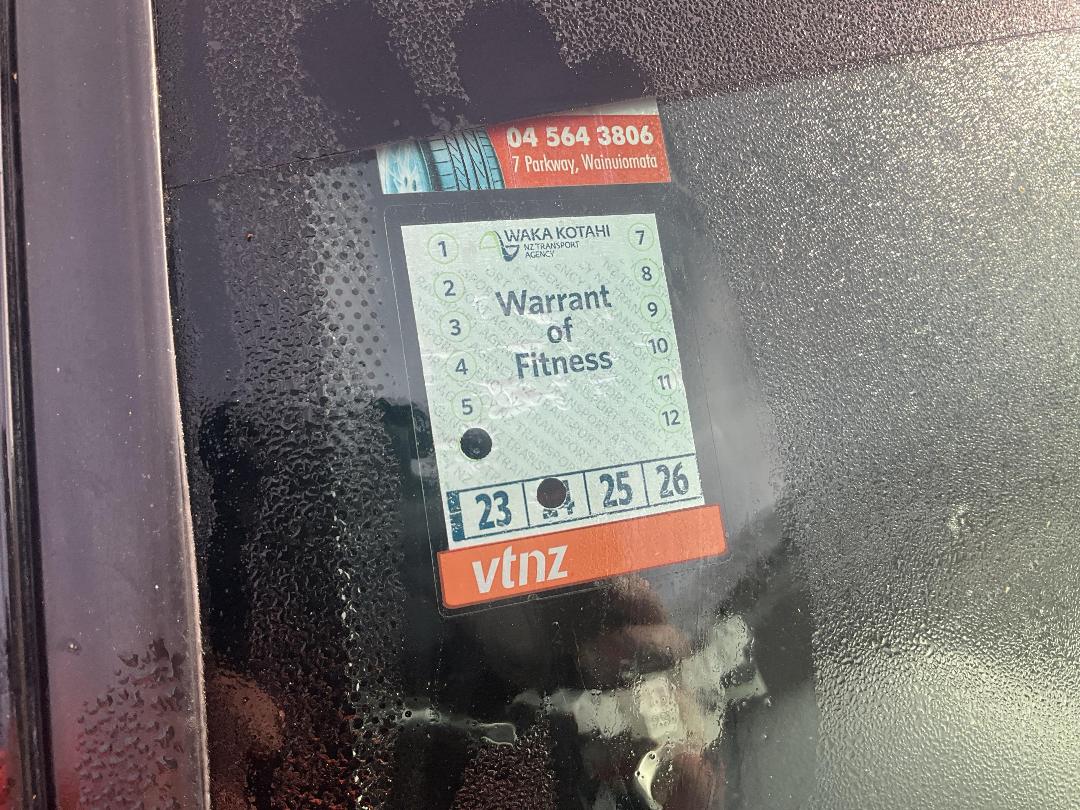 04 564 3806
7 Parkway, Wainuiomata
WAKA KOTAHI
NZ TRANSPORT
AGENCY
Warrant
of
Fitness
1
2
3
4
5
7
8
9
10
11
12
23 24 25 26
vtnz